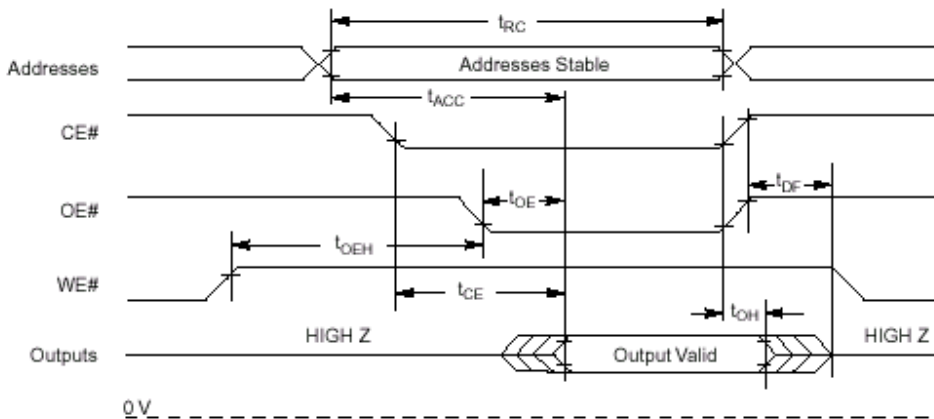 tRC
Addresses
Addresses Stable
tACC
CE#
tDF
OE#
tOE
tOEH
WE#
tCE
tOH
HIGH Z
HIGH Z
Outputs
Output Valid
0 V